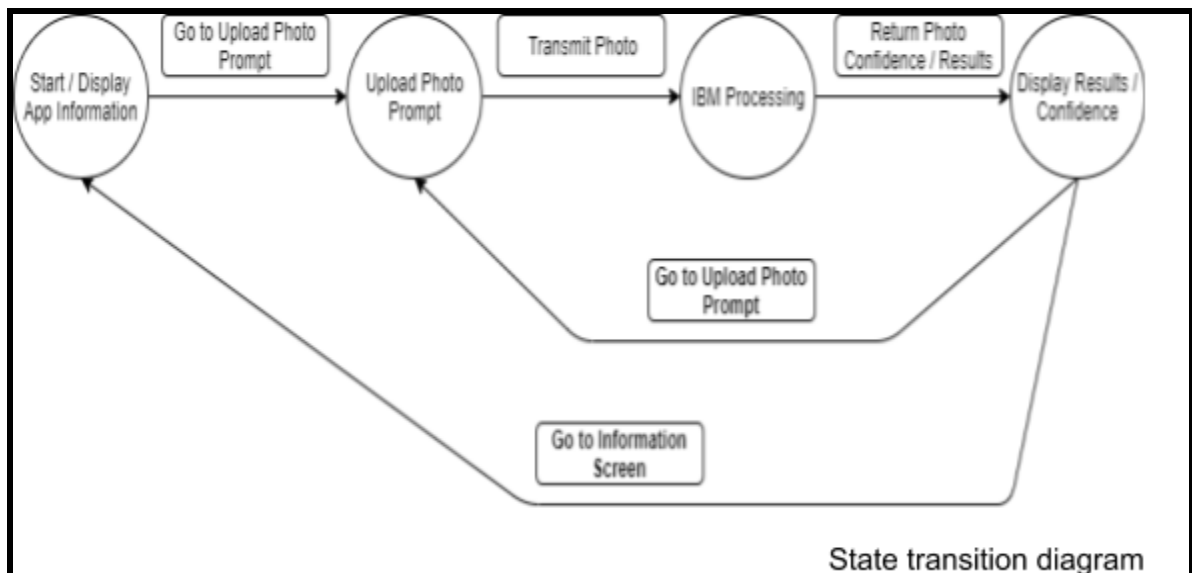 Go to Upload Photo
Prompt
Transmit Photo
Return Photo
Confidence / Results
Start / Display
App Information
Upload Photo
Prompt
IBM Processing
Display Results /
Confidence
Go to Upload Photo
Prompt
Go to Information
Screen
State transition diagram